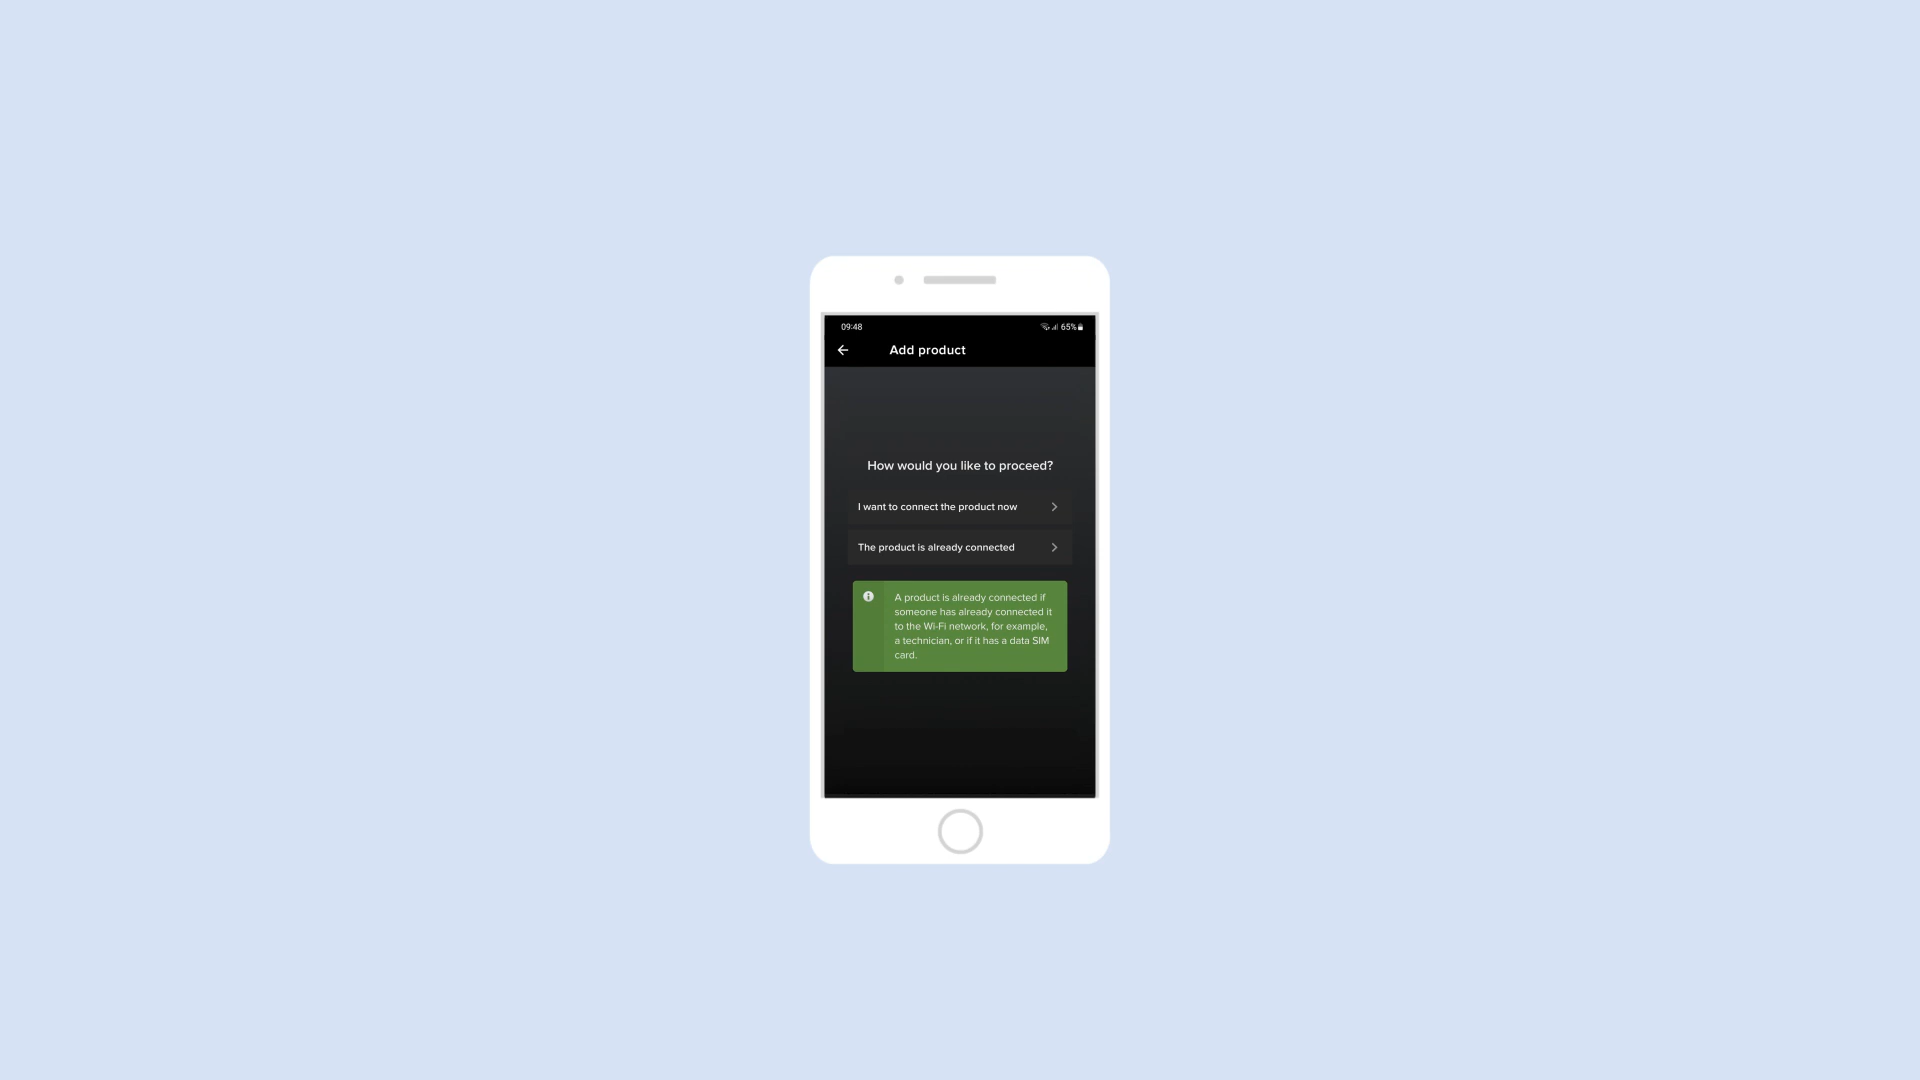 09:48
65%
Add product
How would you like to proceed?
I want to connect the product now
The product is already connected
A product is already connected if
someone has already connected it
to the Wi-Fi network, for example,
a technician, or if it has a data SIM
card.